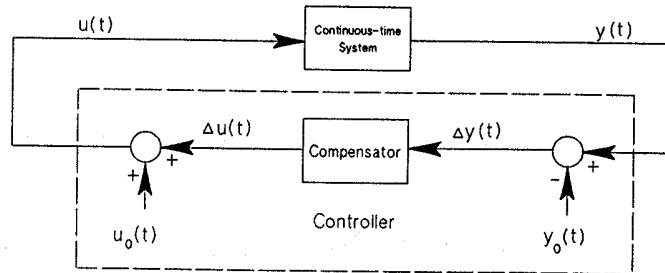 u(t)
Continuous-time
System
y(t)
Δu(t)
Compensator
Δy(t)
+
+
-
+
u₀(t)
Controller
y₀(t)